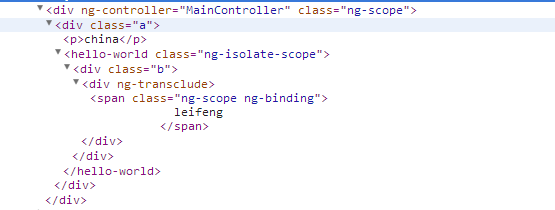 ▼<div ng-controller="MainController" class="ng-scope">
▼<div class="a">
<p>china</p>
▼<hello-world class="ng-isolate-scope">
▼<div class="b">
▼<div ng-transclude>
<span class="ng-scope ng-binding">
leifeng
</span>
</div>
</div>
</hello-world>
</div>
</div>